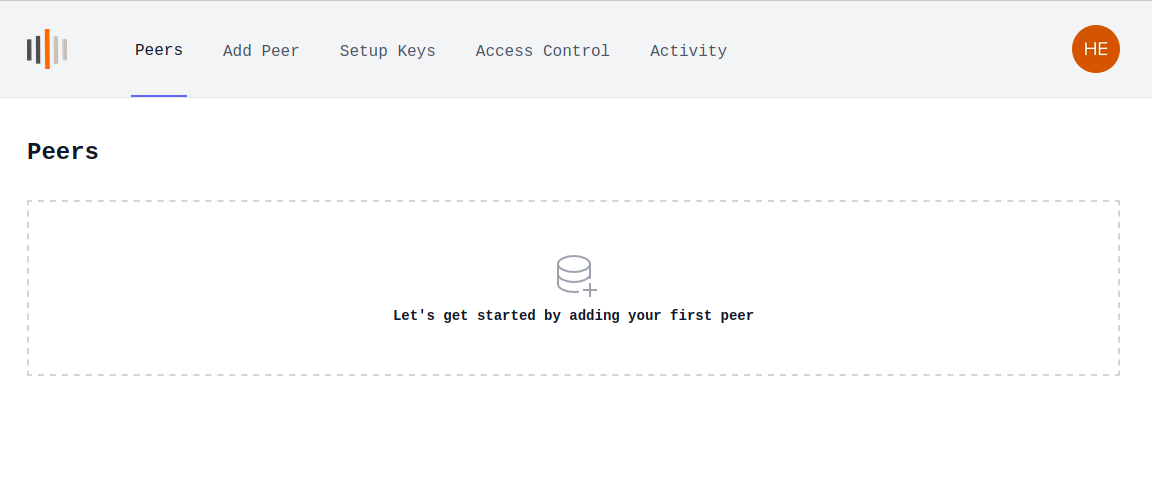 Peers Add Peer Setup Keys Access Control Activity HE
Peers
Let's get started by adding your first peer